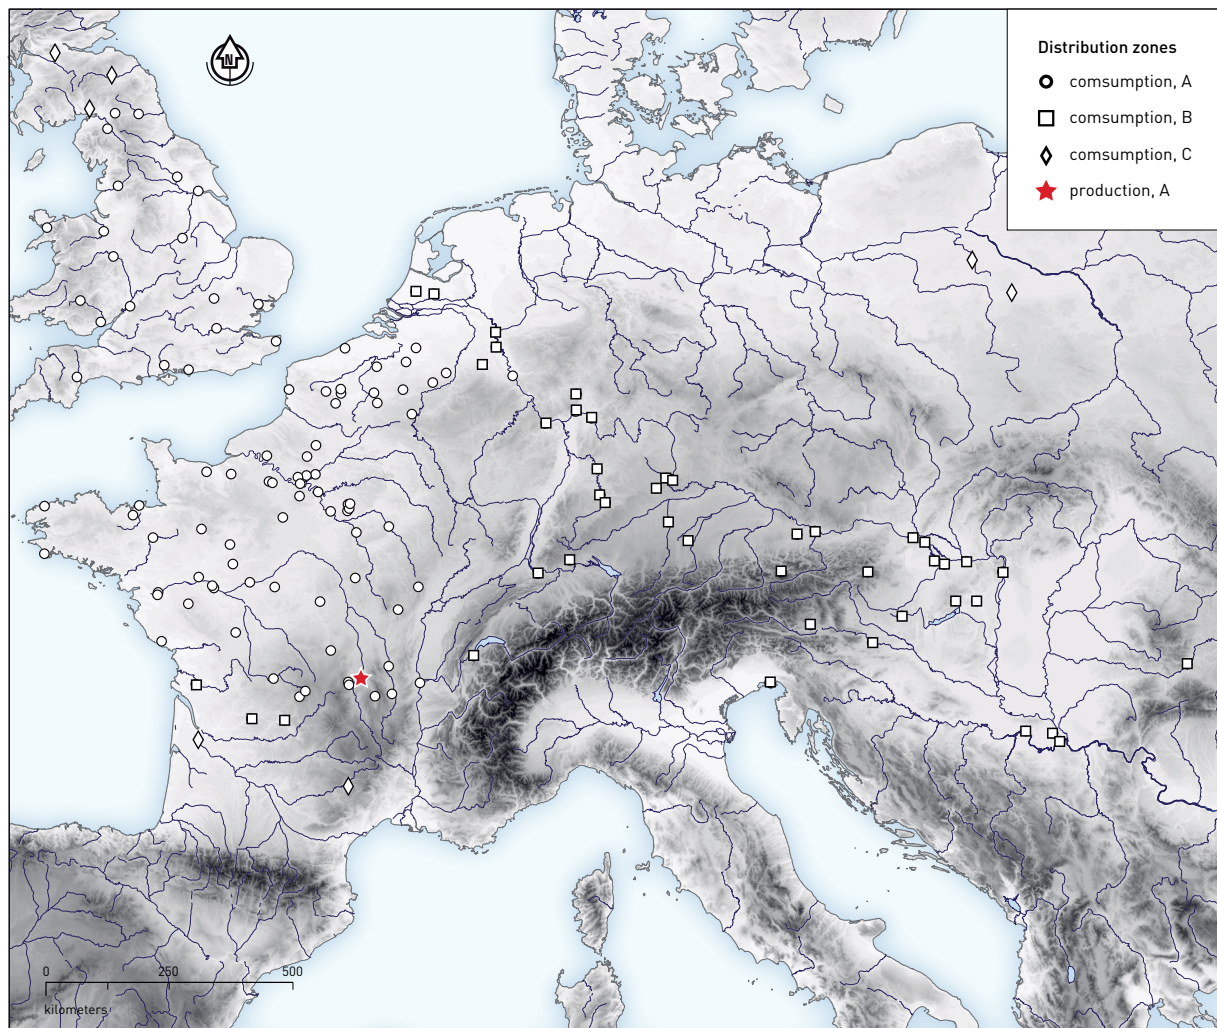 N
Distribution zones
comsumption, A
comsumption, B
comsumption, C
production, A
0 250 500
kilometers